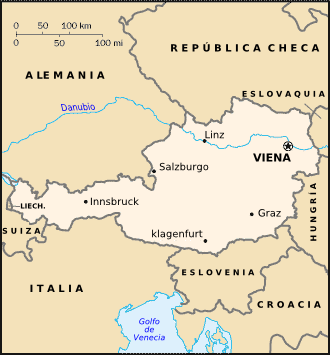 0 50 100 km
0 50 100 mi
REPÚBLICA CHECA
ALEMANIA
ESLOVAQUIA
Danubio
Linz
VIENA
Salzburgo
Innsbruck
LIECH.
Graz
HUNGRÍA
SUIZA
klagenfurt
ESLOVENIA
ITALIA
CROACIA
Golfo
de
Venecia